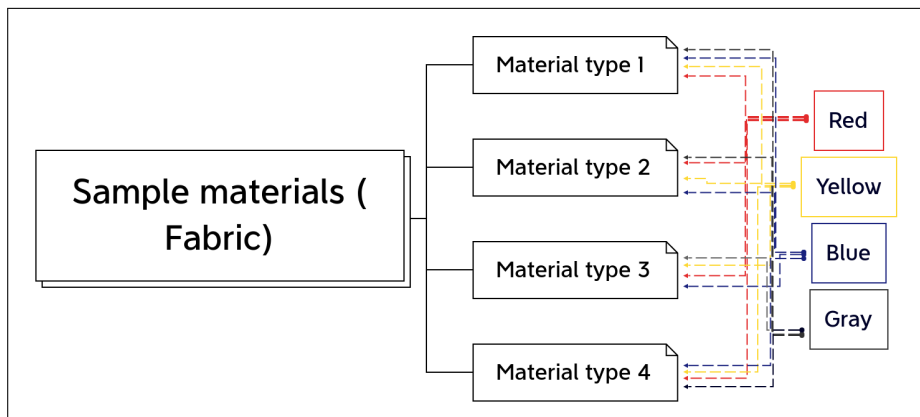 Material type 1
Red
Material type 2
Sample materials (
Fabric)
Yellow
Material type 3
Blue
Gray
Material type 4